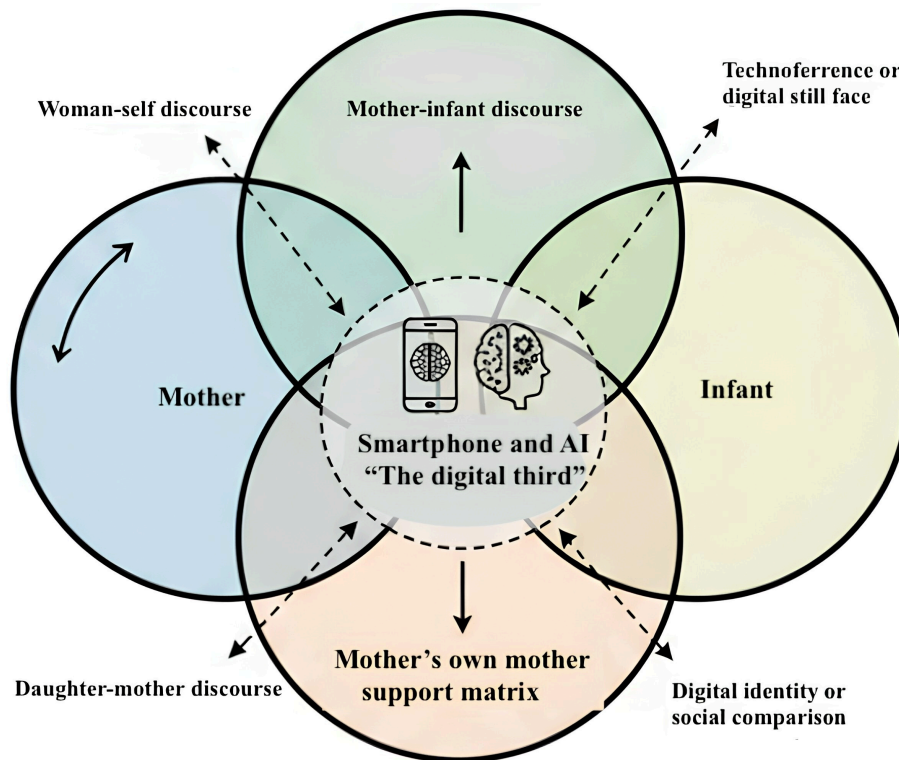 Technoferrence or
digital still face
Woman-self discourse
Mother-infant discourse
Mother
Infant
Smartphone and AI
“The digital third”
Mother’s own mother
support matrix
Daughter-mother discourse
Digital identity or
social comparison